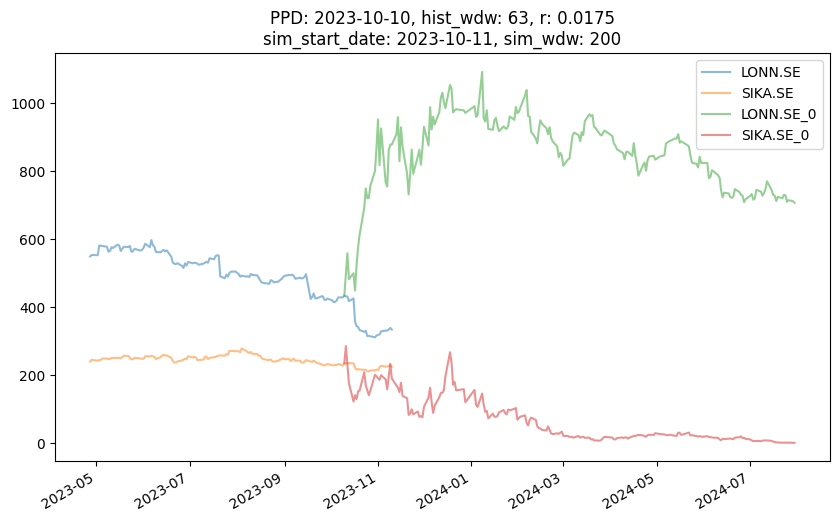 PPD: 2023-10-10, hist_wdw: 63, r: 0.0175
sim_start_date: 2023-10-11, sim_wdw: 200
LONN.SE
SIKA.SE
LONN.SE_0
SIKA.SE_0
1000
800
600
400
200
0
2023-05
2023-07
2023-09
2023-11
2024-01
2024-03
2024-05
2024-07